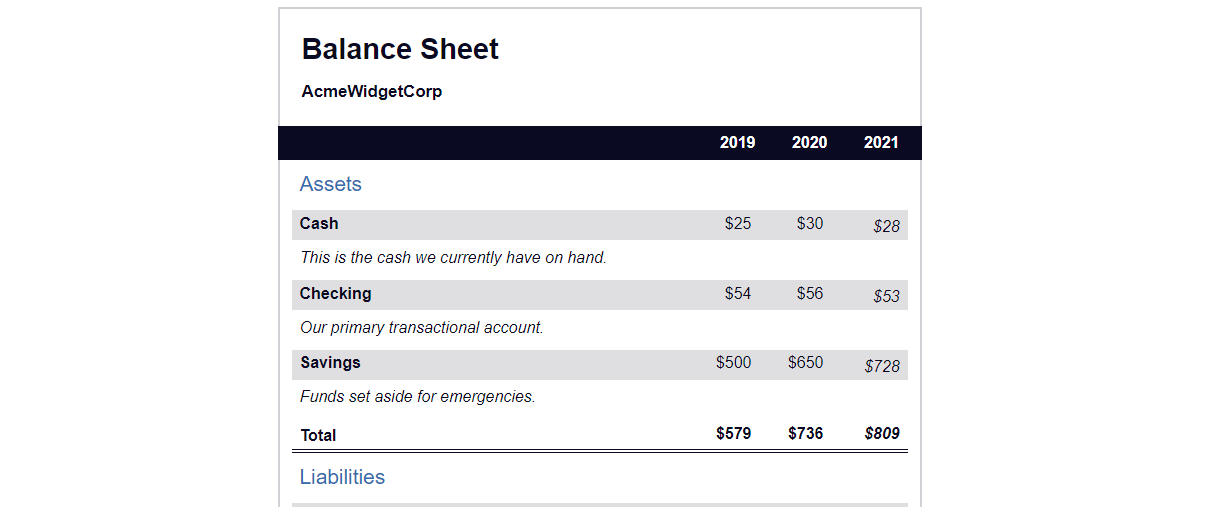 Balance Sheet
AcmeWidgetCorp
2019 2020 2021
Assets
Cash $25 $30 $28
This is the cash we currently have on hand.
Checking $54 $56 $53
Our primary transactional account.
Savings $500 $650 $728
Funds set aside for emergencies.
Total $579 $736 $809
Liabilities